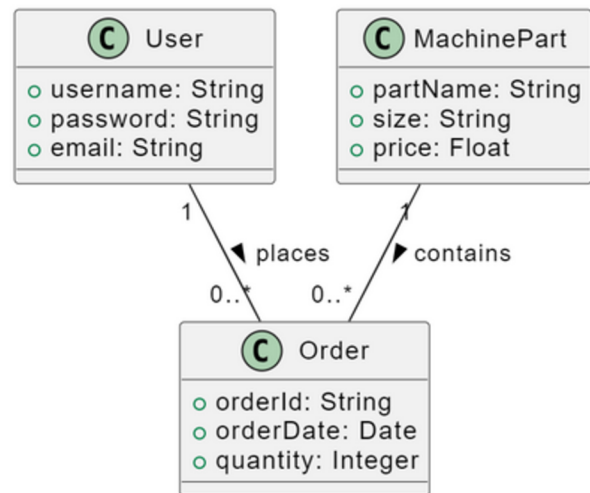 C User
username: String
password: String
email: String
C MachinePart
partName: String
size: String
price: Float
1
places
0..*
1
contains
0..*
C Order
orderId: String
orderDate: Date
quantity: Integer